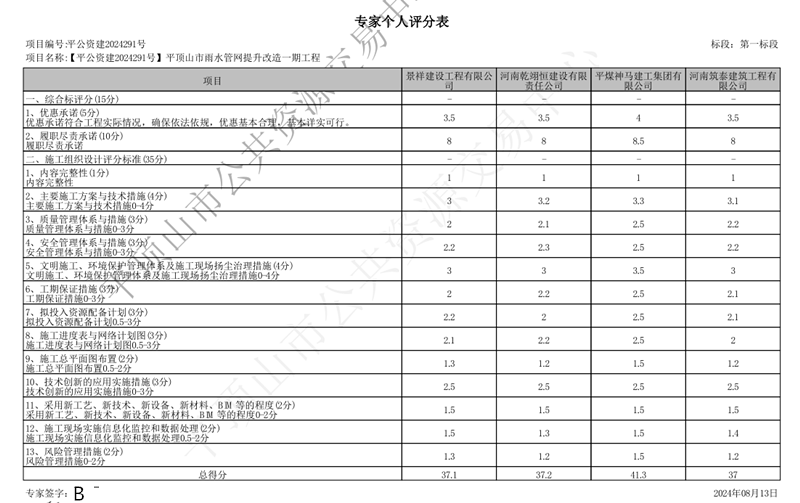 专家个人评分表
项目编号:平公资建2024291号 标段：第一标段
项目名称:【平公资建2024291号】平顶山市雨水管网提升改造一期工程
项目 景祥建设工程有限公司 河南乾翊恒建设有限责任公司 平煤神马建工集团有限公司 河南筑泰建筑工程有限公司
一、综合标评分(15分) － － － －
1、优惠承诺(5分)
优惠承诺符合工程实际情况，确保依法依规，优惠基本合理，基本详实可行。 3.5 3.5 4 3.5
2、履职尽责承诺(10分)
履职尽责承诺 8 8 8.5 8
二、施工组织设计评分标准(35分) － － － －
1、内容完整性(1分)
内容完整性 1 1 1 1
2、主要施工方案与技术措施(4分)
主要施工方案与技术措施0-4分 3 3.2 3.3 3.1
3、质量管理体系与措施(3分)
质量管理体系与措施0-3分 2 2.1 2.5 2.2
4、安全管理体系与措施(3分)
安全管理体系与措施0-3分 2.2 2.3 2.5 2.2
5、文明施工、环境保护管理体系及施工现场扬尘治理措施(4分)
文明施工、环境保护管理体系及施工现场扬尘治理措施0-4分 3 3 3.5 3
6、工期保证措施(3分)
工期保证措施0-3分 2 2.2 2.5 2.1
7、拟投入资源配备计划(3分)
拟投入资源配备计划0.5-3分 2.2 2 2.5 2.1
8、施工进度表与网络计划图(3分)
施工进度表与网络计划图0.5-3分 2.1 2.2 2.5 2
9、施工总平面图布置(2分)
施工总平面图布置0.5-2分 1.3 1.2 1.5 1.2
10、技术创新的应用实施措施(3分)
技术创新的应用实施措施0-3分 2.5 2.5 2.5 2.5
11、采用新工艺、新技术、新设备、新材料、BIM 等的程度(2分)
采用新工艺、新技术、新设备、新材料、BIM 等的程度0-2分 1.5 1.5 1.5 1.5
12、施工现场实施信息化监控和数据处理(2分)
施工现场实施信息化监控和数据处理0.5-2分 1.5 1.3 1.5 1.4
13、风险管理措施(2分)
风险管理措施0-2分 1.3 1.2 1.5 1.2
总得分 37.1 37.2 41.3 37
专家签字: B 2024年08月13日
平顶山市公共资源交易中心
平顶山市公共资源交易中